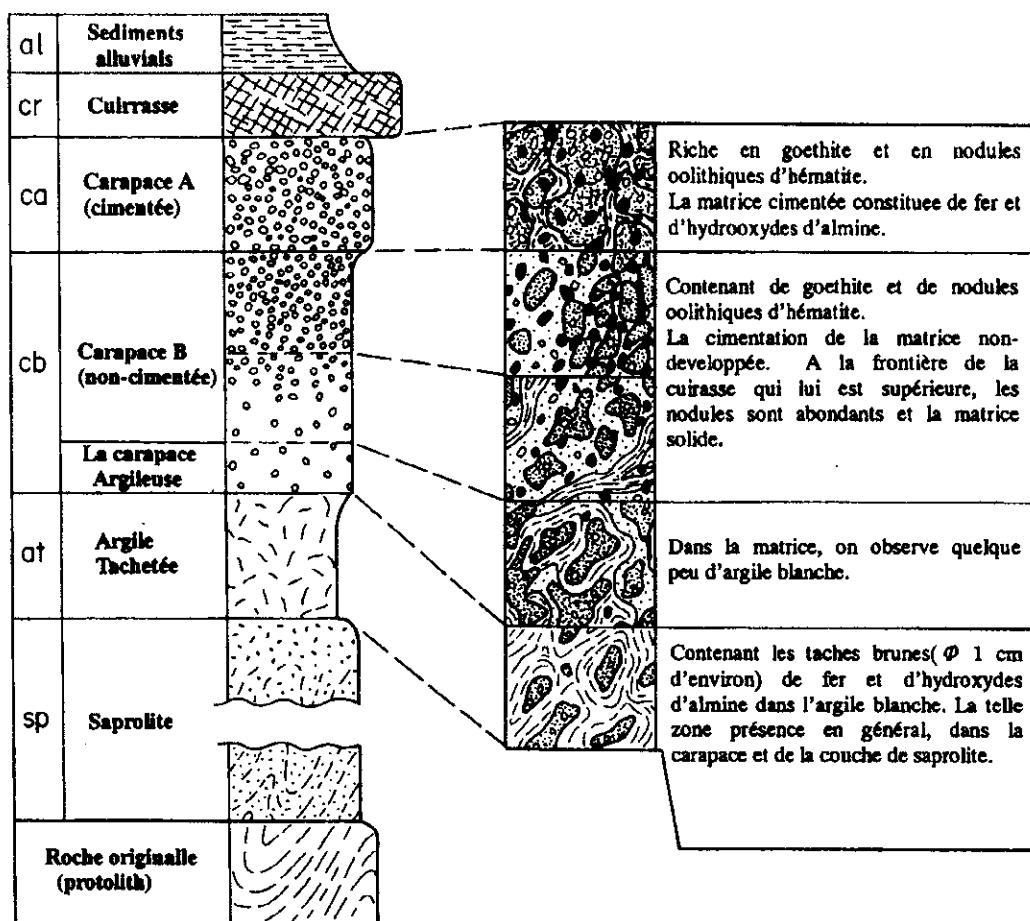 al
Sediments
alluvials
cr
Cuirrasse
ca
Carapace A
(cimentée)
cb
Carapace B
(non-cimentée)
La carapace
Argileuse
at
Argile
Tachetée
sp
Saprolite
Roche originalle
(protolith)
Riche en goethite et en nodules
oolithiques d'hématite.
La matrice cimentée constituee de fer et
d'hydrooxydes d'almine.
Contenant de goethite et de nodules
oolithiques d'hématite.
La cimentation de la matrice non-
developpée. A la frontière de la
cuirasse qui lui est supérieure, les
nodules sont abondants et la matrice
solide.
Dans la matrice, on observe quelque
peu d'argile blanche.
Contenant les taches brunes( Φ 1 cm
d'environ) de fer et d'hydroxydes
d'almine dans l'argile blanche. La telle
zone présence en général, dans la
carapace et de la couche de saprolite.